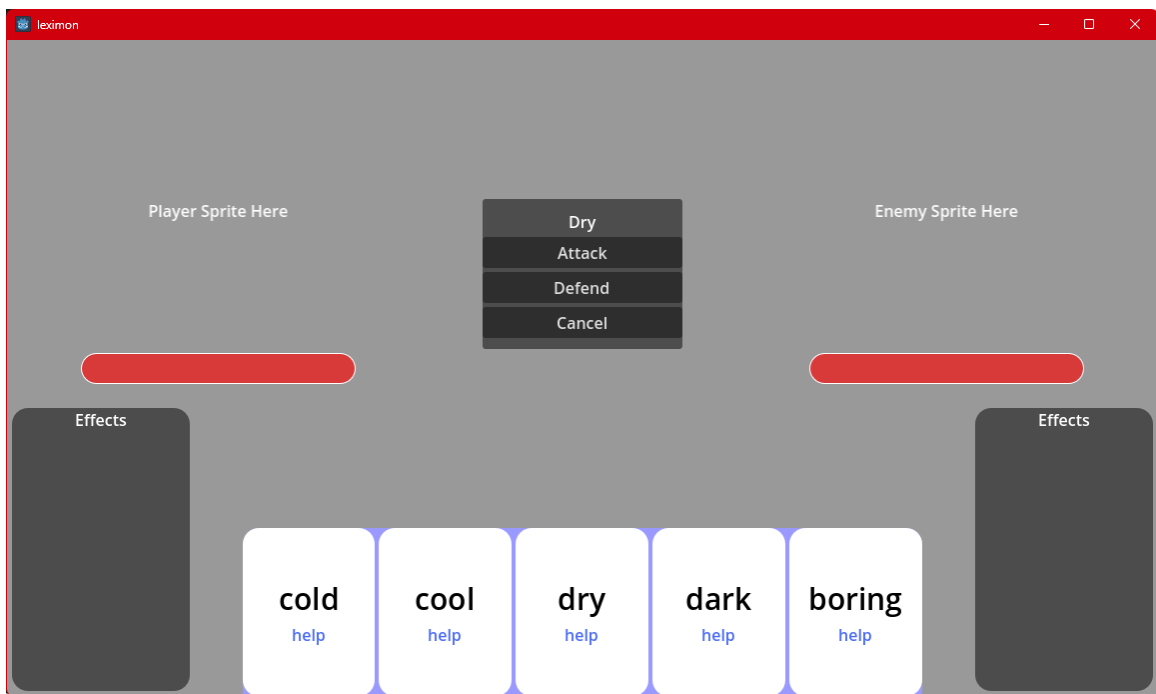 leximon
Player Sprite Here
Enemy Sprite Here
Dry
Attack
Defend
Cancel
Effects
Effects
cold
help
cool
help
dry
help
dark
help
boring
help